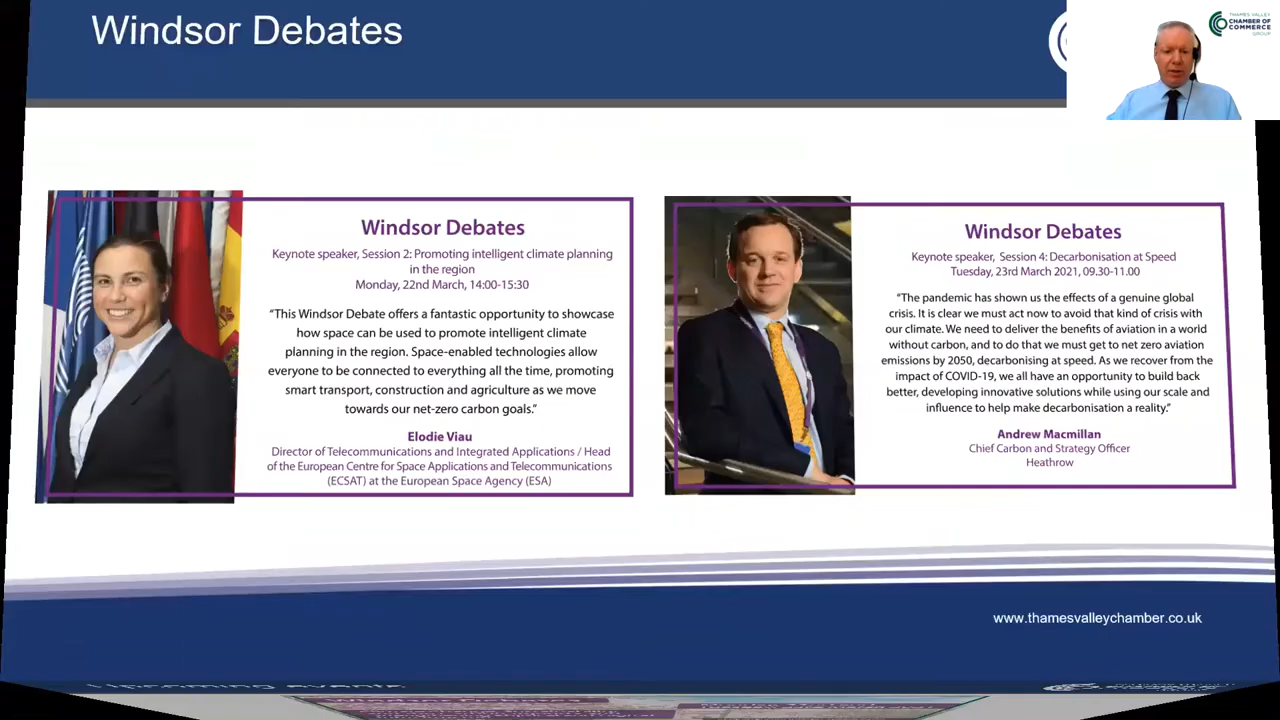 Windsor Debates
THAMES VALLEY
CHAMBER OF
COMMERCE
GROUP
Windsor Debates
Keynote speaker, Session 2: Promoting intelligent climate planning
in the region
Monday, 22nd March, 14:00-15:30
“This Windsor Debate offers a fantastic opportunity to showcase
how space can be used to promote intelligent climate
planning in the region. Space-enabled technologies allow
everyone to be connected to everything all the time, promoting
smart transport, construction and agriculture as we move
towards our net-zero carbon goals.”
Elodie Viau
Director of Telecommunications and Integrated Applications / Head
of the European Centre for Space Applications and Telecommunications
(ECSAT) at the European Space Agency (ESA)
Windsor Debates
Keynote speaker, Session 4: Decarbonisation at Speed
Tuesday, 23rd March 2021, 09.30-11.00
“The pandemic has shown us the effects of a genuine global
crisis. It is clear we must act now to avoid that kind of crisis with
our climate. We need to deliver the benefits of aviation in a world
without carbon, and to do that we must get to net zero aviation
emissions by 2050, decarbonising at speed. As we recover from the
impact of COVID-19, we all have an opportunity to build back
better, developing innovative solutions while using our scale and
influence to help make decarbonisation a reality.”
Andrew Macmillan
Chief Carbon and Strategy Officer
Heathrow
www.thamesvalleychamber.co.uk
Upcoming events